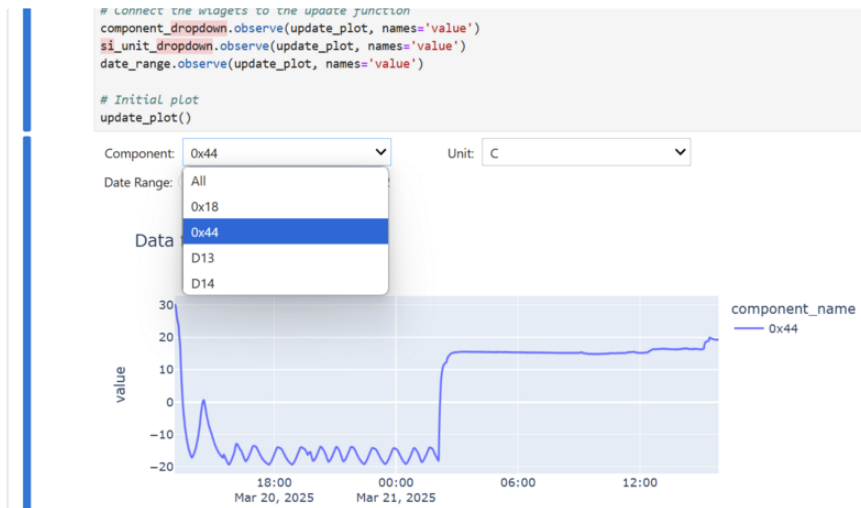 # Connect the widgets to the update function
component_dropdown.observe(update_plot, names='value')
si_unit_dropdown.observe(update_plot, names='value')
date_range.observe(update_plot, names='value')
# Initial plot
update_plot()
Component: 0x44 Unit: C
Date Range: All
0x18
0x44
D13
D14
Data
component_name
0x44
value
30
20
10
0
−10
−20
18:00 00:00 06:00 12:00
Mar 20, 2025 Mar 21, 2025